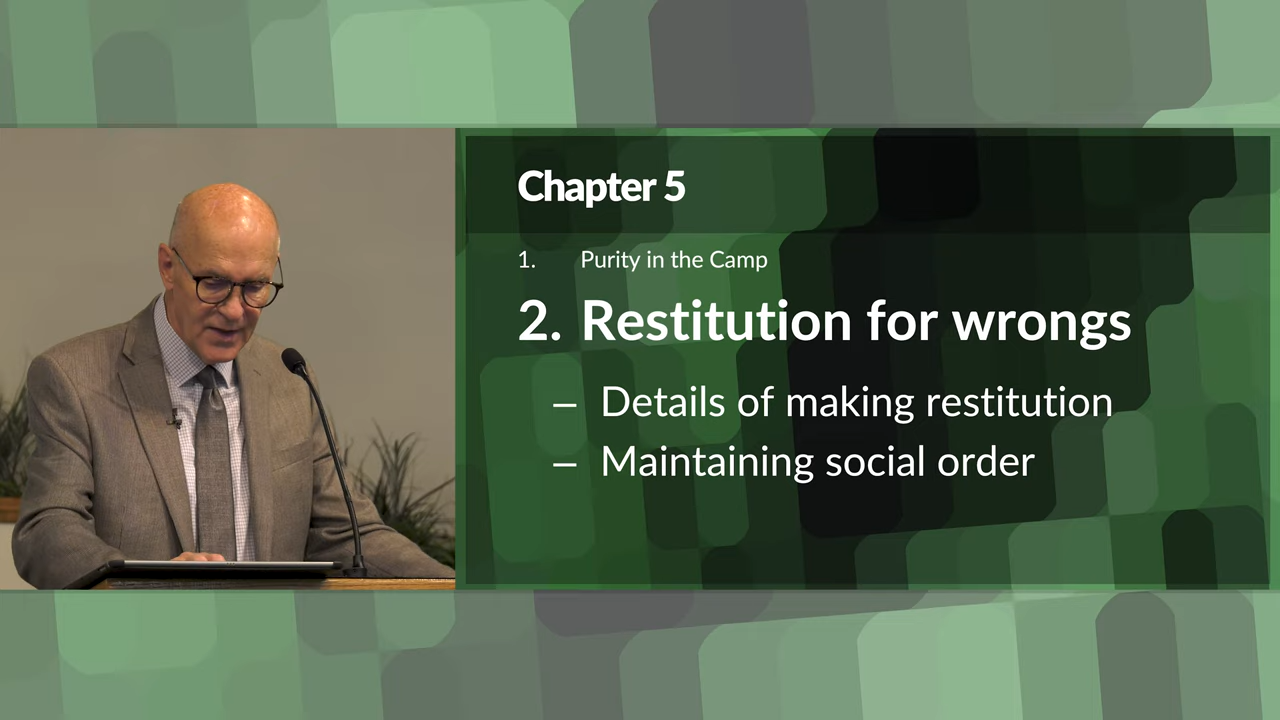 Chapter 5
1. Purity in the Camp
2. Restitution for wrongs
– Details of making restitution
– Maintaining social order